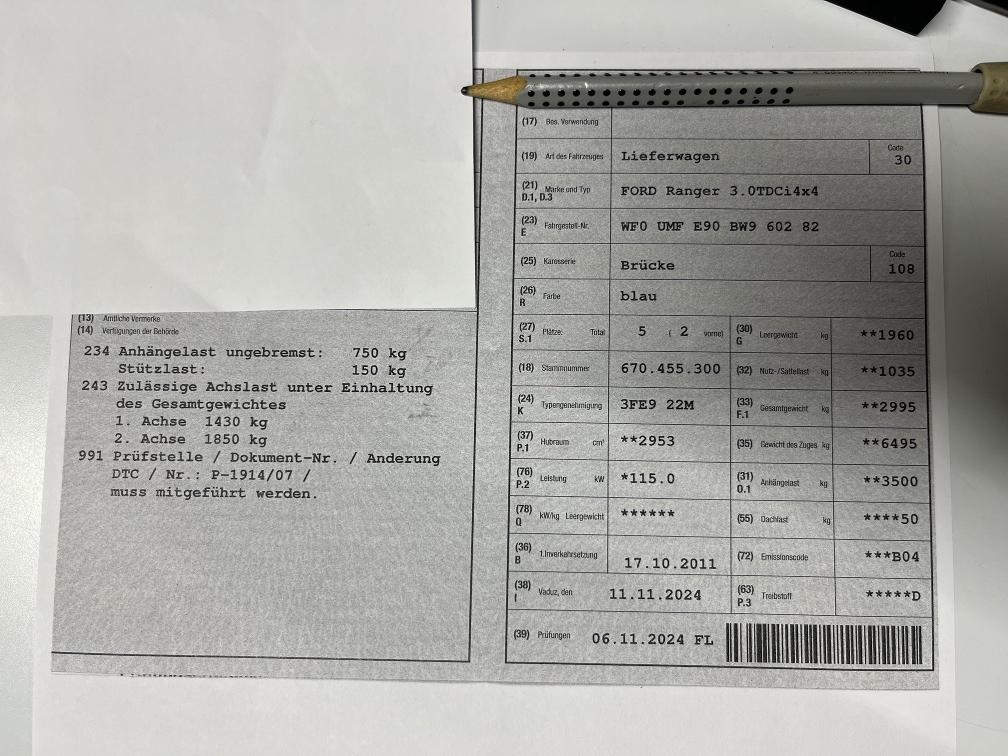 (13) Amtliche Vermerke
(14) Verfügungen der Behörde
234 Anhängelast ungebremst: 750 kg
Stützlast: 150 kg
243 Zulässige Achslast unter Einhaltung
des Gesamtgewichtes
1. Achse 1430 kg
2. Achse 1850 kg
991 Prüfstelle / Dokument-Nr. / Anderung
DTC / Nr.: P-1914/07 /
muss mitgeführt werden.
(17) Bes. Verwendung
(19) Art des Fahrzeuges Lieferwagen Code 30
(21) D.1, D.3 Marke und Typ FORD Ranger 3.0TDCi4x4
(23) E Fahrgestell-Nr. WF0 UMF E90 BW9 602 82
(25) Karosserie Brücke Code 108
(26) R Farbe blau
(27) S.1 Plätze: Total 5 ( 2 vorne) (30) G Leergewicht kg **1960
(18) Stammnummer 670.455.300 (32) Nutz-/Sattellast kg **1035
(24) K Typengenehmigung 3FE9 22M (33) F.1 Gesamtgewicht kg **2995
(37) P.1 Hubraum cm³ **2953 (35) Gewicht des Zuges kg **6495
(76) P.2 Leistung kW *115.0 (31) O.1 Anhängelast kg **3500
(78) Q kW/kg Leergewicht ****** (55) Dachlast kg ****50
(36) B 1.Inverkehrsetzung 17.10.2011 (72) Emissionscode ***B04
(38) I Vaduz, den 11.11.2024 (63) P.3 Treibstoff *****D
(39) Prüfungen 06.11.2024 FL